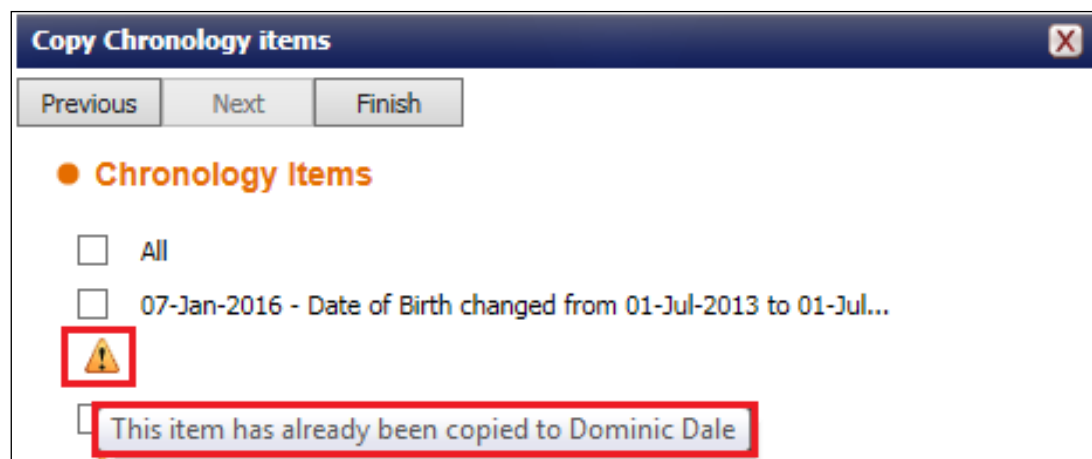 Copy Chronology items
Previous Next Finish
Chronology Items
All
07-Jan-2016 - Date of Birth changed from 01-Jul-2013 to 01-Jul...
This item has already been copied to Dominic Dale